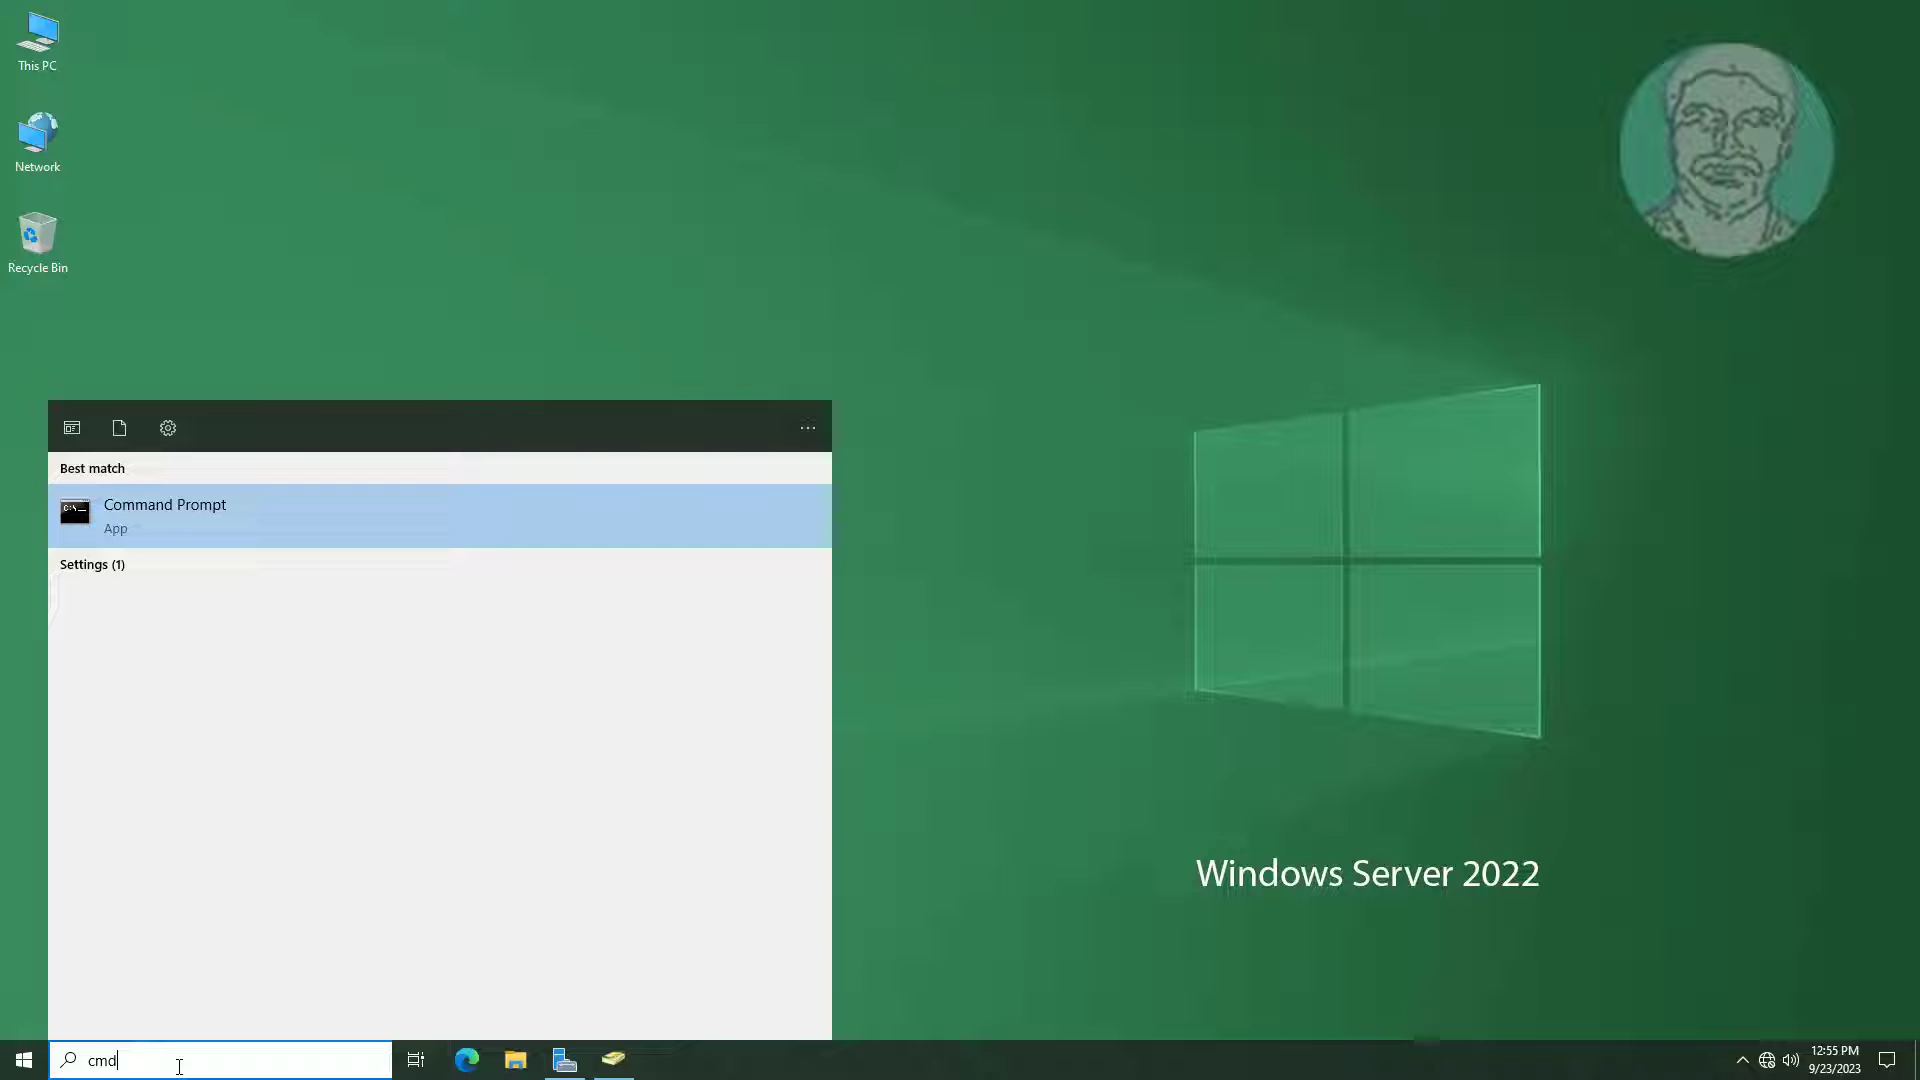 This PC
Network
Recycle Bin
Best match
Command Prompt
App
Settings (1)
Windows Server 2022
cmd
12:55 PM
9/23/2023